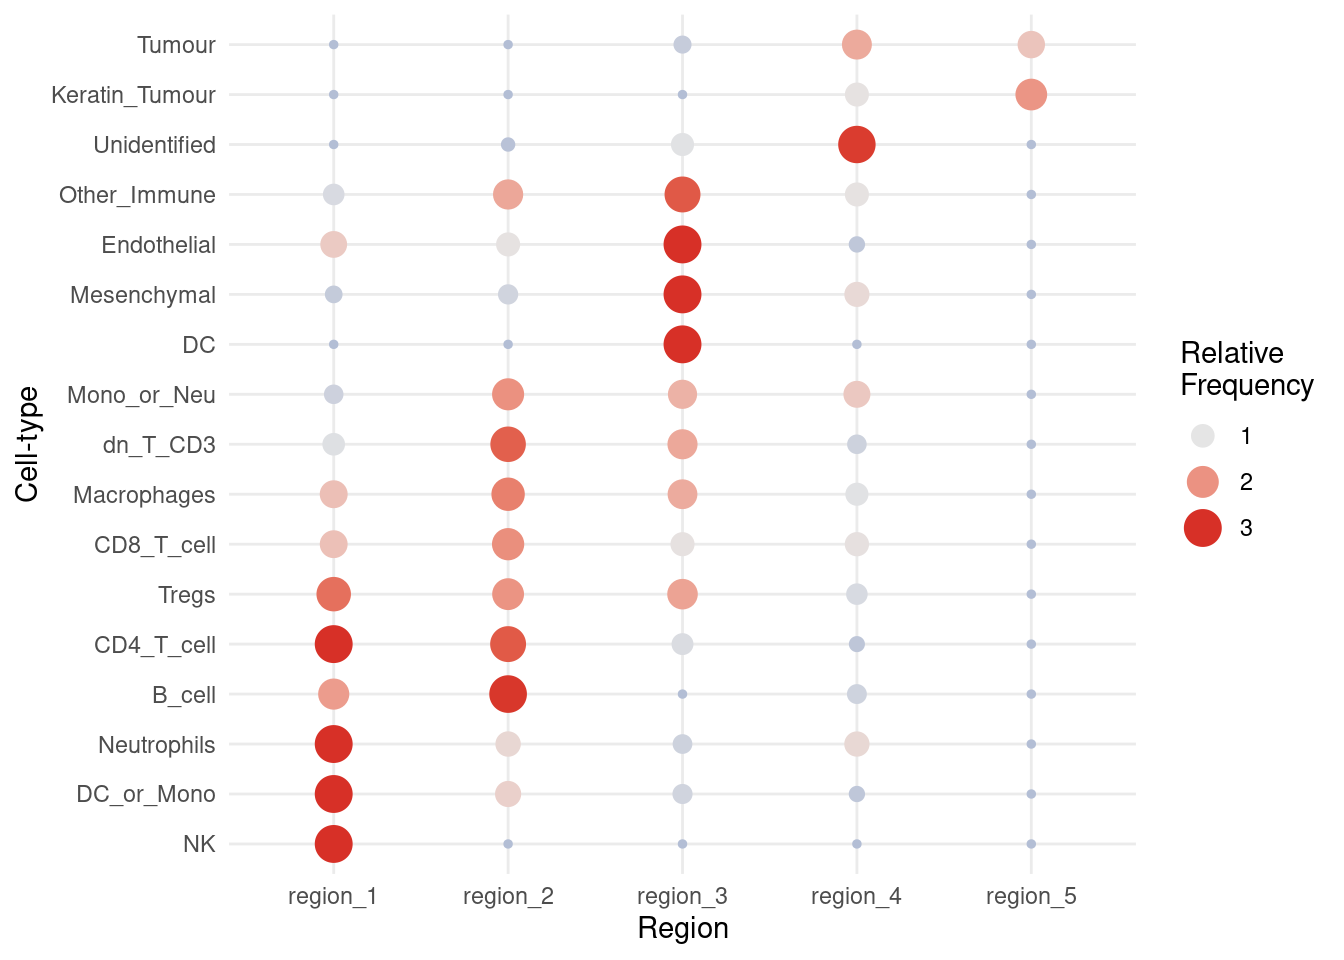 Tumour
Keratin_Tumour
Unidentified
Other_Immune
Endothelial
Mesenchymal
DC
Mono_or_Neu
dn_T_CD3
Macrophages
CD8_T_cell
Tregs
CD4_T_cell
B_cell
Neutrophils
DC_or_Mono
NK
Cell-type
region_1 region_2 region_3 region_4 region_5
Region
Relative
Frequency
1
2
3